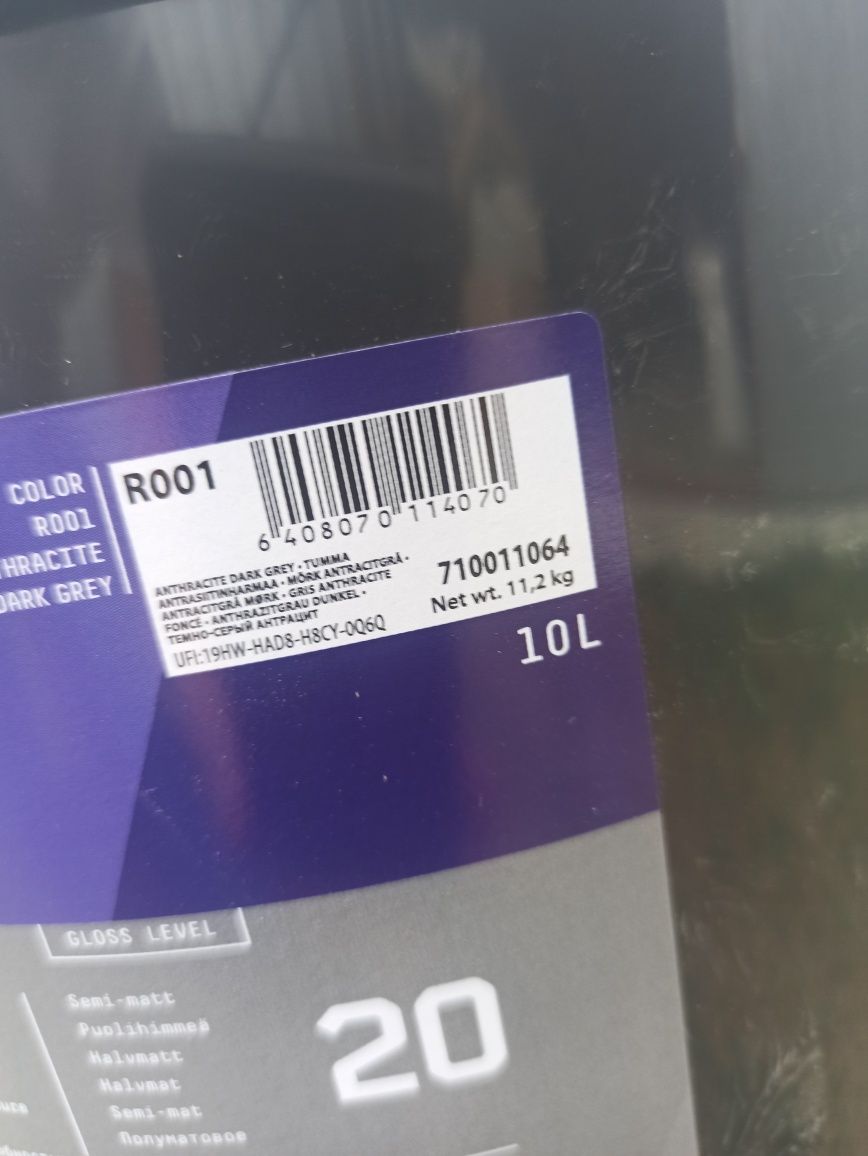 COLOR
R001
THRACITE
DARK GREY
R001
6 408070 114070
ANTHRACITE DARK GREY • TUMMA
ANTRASIITINHARMAA • MÖRK ANTRACITGRÅ •
ANTRACITGRÅ MØRK • GRIS ANTHRACITE
FONCÉ • ANTHRAZITGRAU DUNKEL •
ТЕМНО-СЕРЫЙ АНТРАЦИТ
UFI:19HW-HAD8-H8CY-0Q6Q
710011064
Net wt. 11,2 kg
10L
GLOSS LEVEL
Semi-matt
Puolihimmeä
Halvmatt
Halvmat
Semi-mat
Полуматовое
20